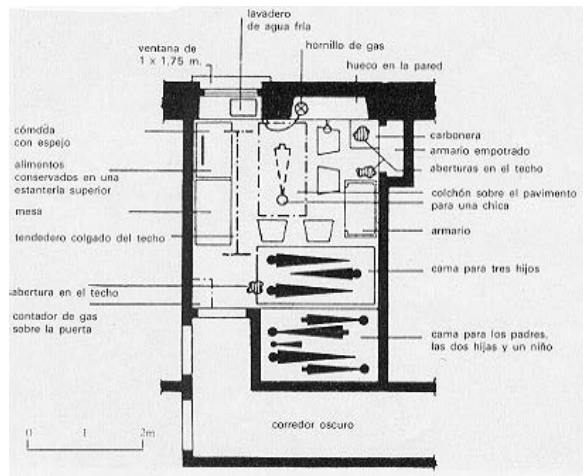 lavadero
de agua fría
ventana de
1 x 1,75 m.
hornillo de gas
hueco en la pared
cómoda
con espejo
alimentos
conservados en una
estantería superior
mesa
tendedero colgado del techo
abertura en el techo
contador de gas
sobre la puerta
carbonera
armario empotrado
aberturas en el techo
colchón sobre el pavimento
para una chica
armario
cama para tres hijos
cama para los padres,
las dos hijas y un niño
corredor oscuro
0 1 2m